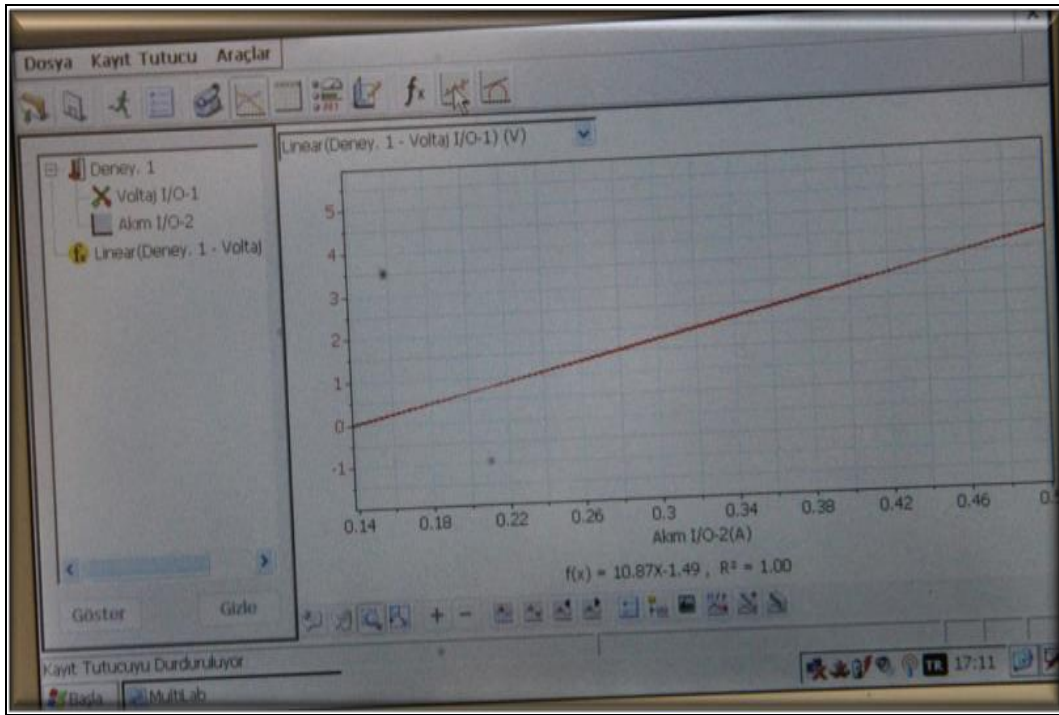 Dosya Kayıt Tutucu Araçlar
fx
Linear(Deney. 1 - Voltaj I/O-1) (V)
Deney. 1
Voltaj I/O-1
Akım I/O-2
Linear(Deney. 1 - Voltaj
5
4
3
2
1
0
-1
0.14 0.18 0.22 0.26 0.3 0.34 0.38 0.42 0.46
Akım I/O-2(A)
f(x) = 10.87X-1.49 , R² = 1.00
Göster Gizle
+ -
Kayıt Tutucuyu Durduruluyor
Başla MultiLab TR 17:11